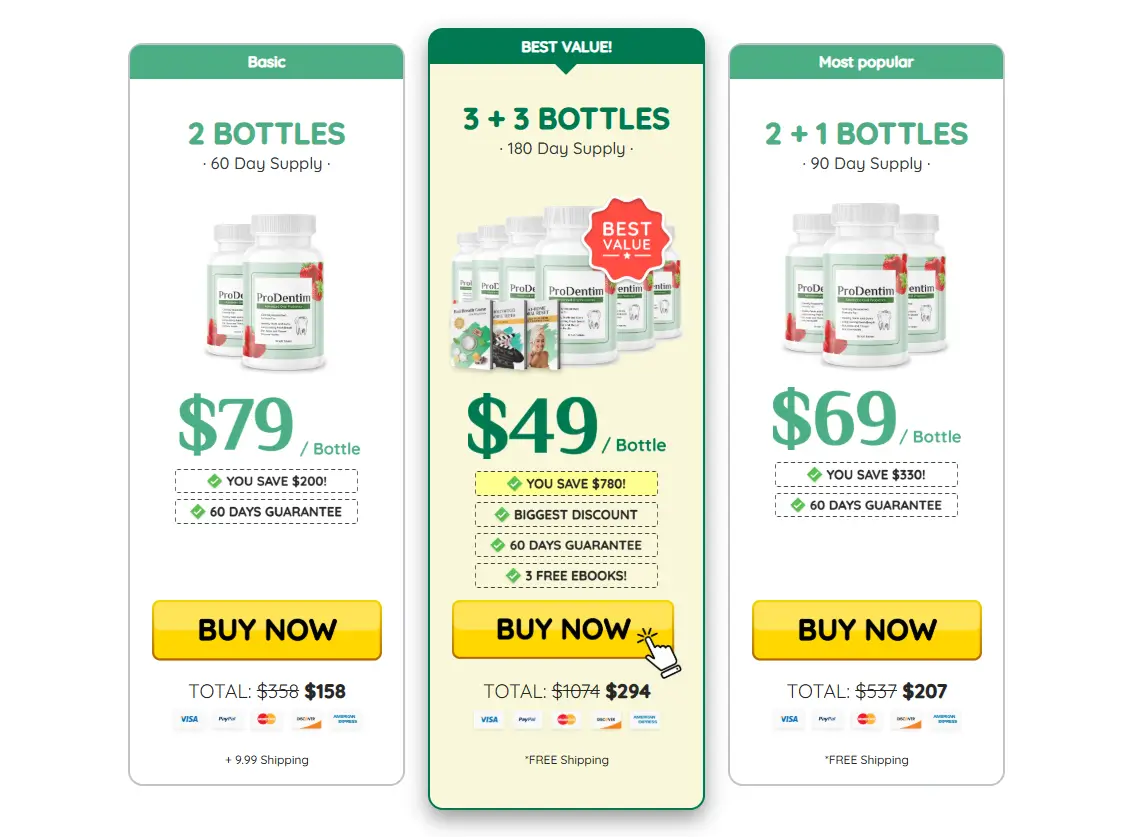 Basic
2 BOTTLES
· 60 Day Supply ·
ProDentim
$79 / Bottle
YOU SAVE $200!
60 DAYS GUARANTEE
BUY NOW
TOTAL: $358 $158
VISA PayPal MasterCard DISCOVER AMERICAN EXPRESS
+ 9.99 Shipping
BEST VALUE!
3 + 3 BOTTLES
· 180 Day Supply ·
BEST
VALUE
ProDentim
$49 / Bottle
YOU SAVE $780!
BIGGEST DISCOUNT
60 DAYS GUARANTEE
3 FREE EBOOKS!
BUY NOW
TOTAL: $1074 $294
VISA PayPal MasterCard DISCOVER AMERICAN EXPRESS
*FREE Shipping
Most popular
2 + 1 BOTTLES
· 90 Day Supply ·
ProDentim
$69 / Bottle
YOU SAVE $330!
60 DAYS GUARANTEE
BUY NOW
TOTAL: $537 $207
VISA PayPal MasterCard DISCOVER AMERICAN EXPRESS
*FREE Shipping